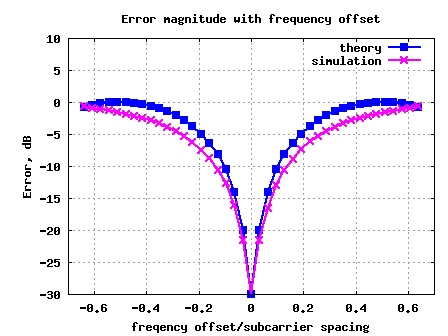 Error magnitude with frequency offset
10
5
0
-5
-10
-15
-20
-25
-30
Error, dB
theory
simulation
-0.6 -0.4 -0.2 0 0.2 0.4 0.6
freqency offset/subcarrier spacing